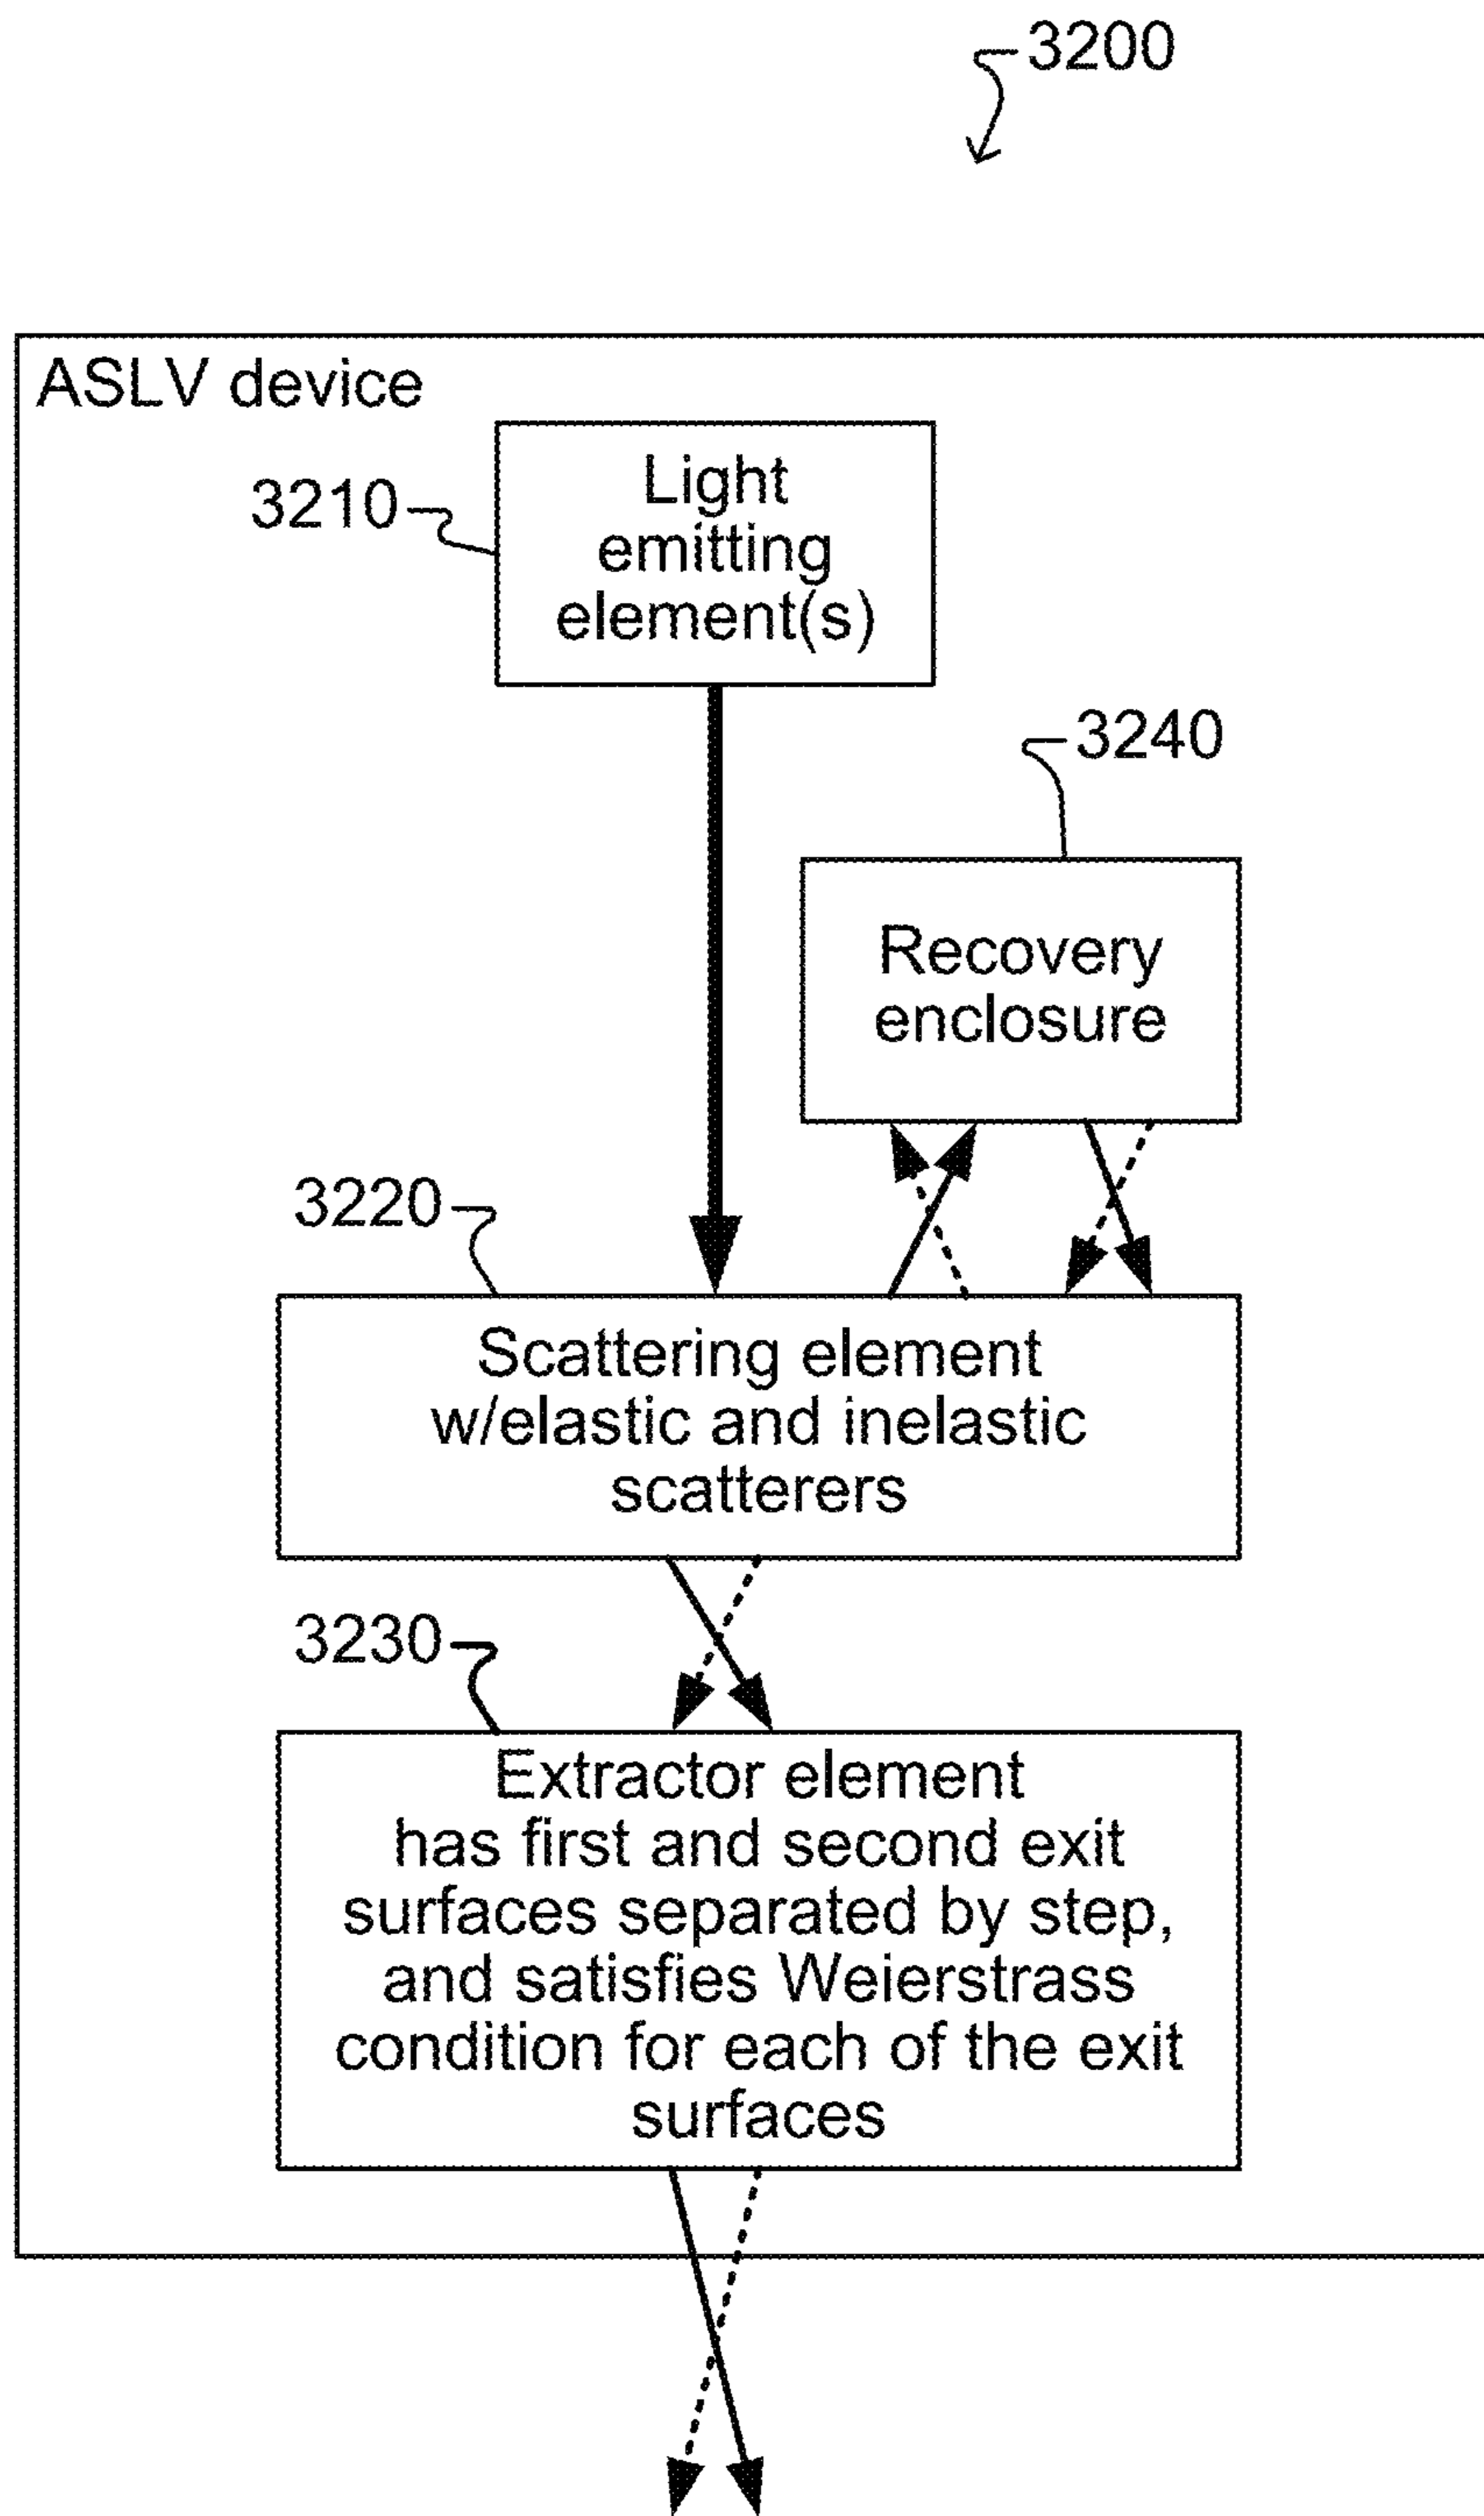 3200
ASLV device
3210
Light
emitting
element(s)
3240
Recovery
enclosure
3220
Scattering element
w/elastic and inelastic
scatterers
3230
Extractor element
has first and second exit
surfaces separated by step,
and satisfies Weierstrass
condition for each of the exit
surfaces